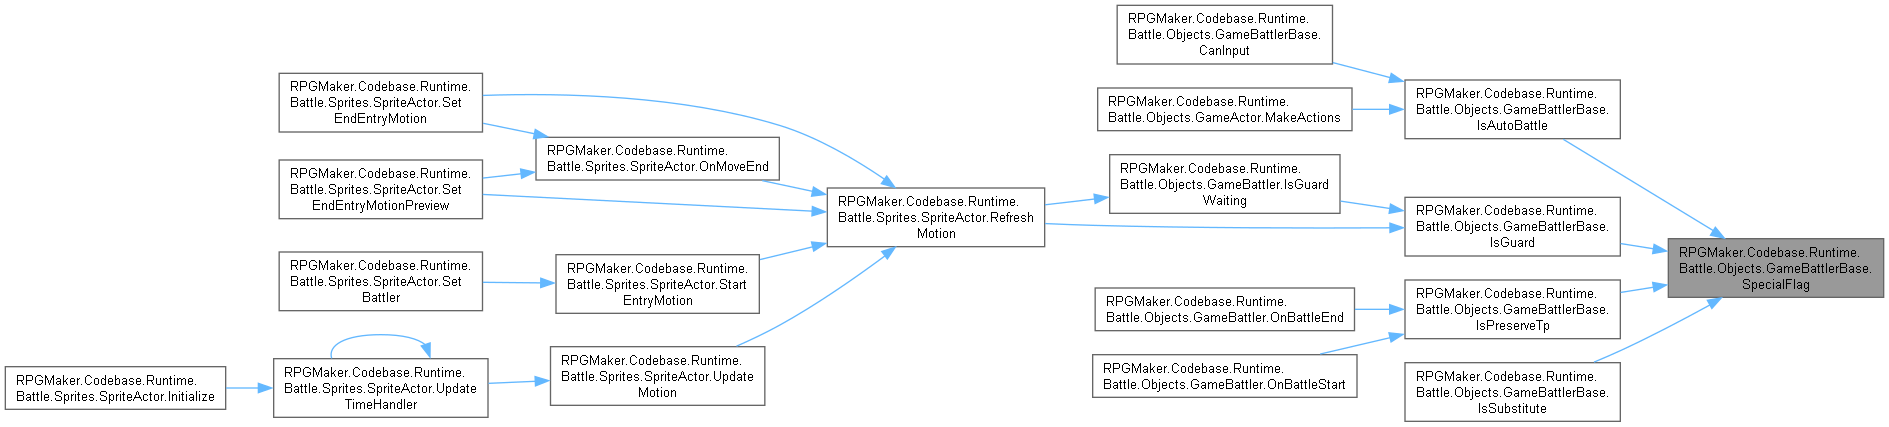 RPGMaker.Codebase.Runtime.
Battle.Objects.GameBattlerBase.
CanInput
RPGMaker.Codebase.Runtime.
Battle.Sprites.SpriteActor.Set
EndEntryMotion
RPGMaker.Codebase.Runtime.
Battle.Objects.GameActor.MakeActions
RPGMaker.Codebase.Runtime.
Battle.Objects.GameBattlerBase.
IsAutoBattle
RPGMaker.Codebase.Runtime.
Battle.Sprites.SpriteActor.OnMoveEnd
RPGMaker.Codebase.Runtime.
Battle.Sprites.SpriteActor.Set
EndEntryMotionPreview
RPGMaker.Codebase.Runtime.
Battle.Objects.GameBattler.IsGuard
Waiting
RPGMaker.Codebase.Runtime.
Battle.Sprites.SpriteActor.Refresh
Motion
RPGMaker.Codebase.Runtime.
Battle.Objects.GameBattlerBase.
IsGuard
RPGMaker.Codebase.Runtime.
Battle.Objects.GameBattlerBase.
SpecialFlag
RPGMaker.Codebase.Runtime.
Battle.Sprites.SpriteActor.Set
Battler
RPGMaker.Codebase.Runtime.
Battle.Sprites.SpriteActor.Start
EntryMotion
RPGMaker.Codebase.Runtime.
Battle.Objects.GameBattler.OnBattleEnd
RPGMaker.Codebase.Runtime.
Battle.Objects.GameBattlerBase.
IsPreserveTp
RPGMaker.Codebase.Runtime.
Battle.Objects.GameBattler.OnBattleStart
RPGMaker.Codebase.Runtime.
Battle.Sprites.SpriteActor.Initialize
RPGMaker.Codebase.Runtime.
Battle.Sprites.SpriteActor.Update
TimeHandler
RPGMaker.Codebase.Runtime.
Battle.Sprites.SpriteActor.Update
Motion
RPGMaker.Codebase.Runtime.
Battle.Objects.GameBattlerBase.
IsSubstitute